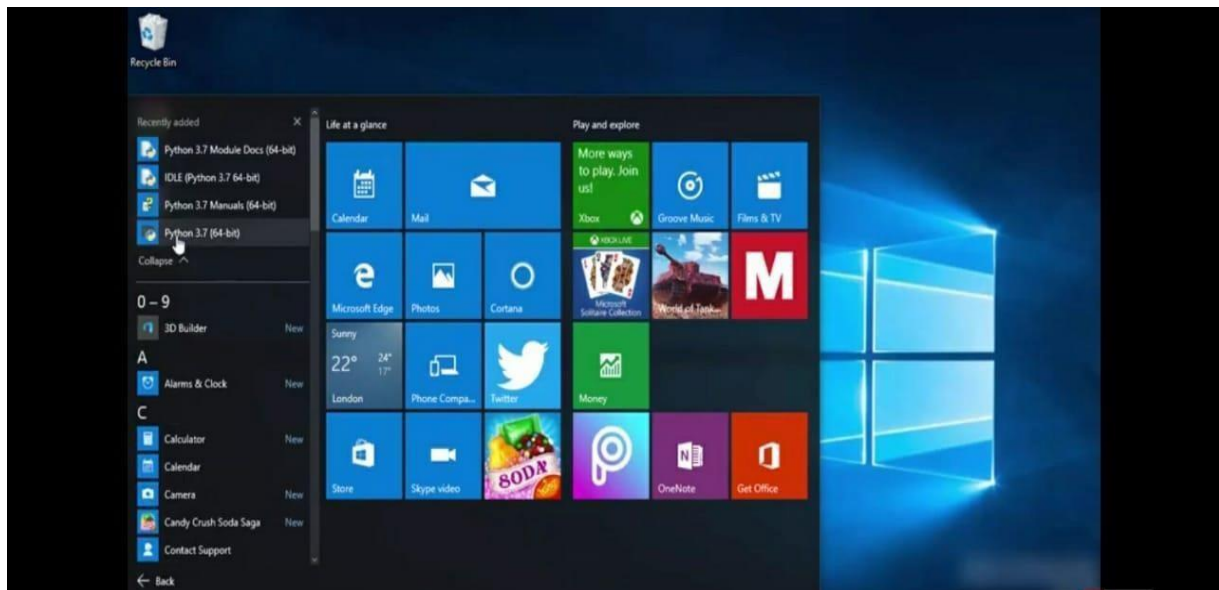 Recycle Bin
Recently added
Python 3.7 Module Docs (64-bit)
IDLE (Python 3.7 64-bit)
Python 3.7 Manuals (64-bit)
Python 3.7 (64-bit)
Collapse
0 – 9
3D Builder New
A
Alarms & Clock New
C
Calculator New
Calendar
Camera New
Candy Crush Soda Saga New
Contact Support
Back
Life at a glance
Calendar
Mail
Microsoft Edge
Photos
Cortana
Sunny
22° 24°
17°
London
Phone Compa...
Twitter
Store
Skype video
SODA
Play and explore
More ways
to play. Join
us!
Xbox
Groove Music
Films & TV
XBOX LIVE
Microsoft
Solitaire Collection
World of Tank...
M
Money
OneNote
Get Office